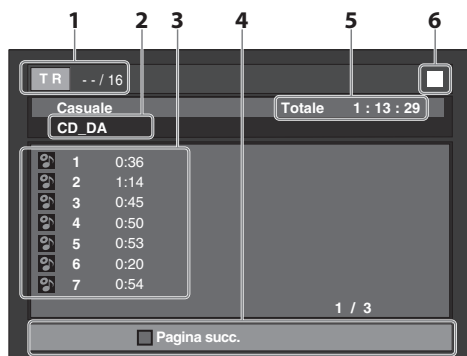 1 2 3 4 5 6
TR - - / 16
Casuale Totale 1 : 13 : 29
CD_DA
1 0:36
2 1:14
3 0:45
4 0:50
5 0:53
6 0:20
7 0:54
1 / 3
Pagina succ.